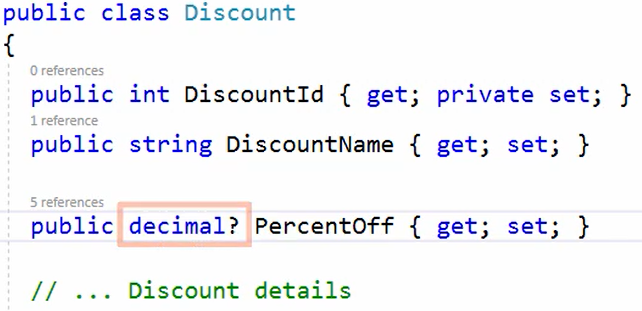 public class Discount
{
0 references
public int DiscountId { get; private set; }
1 reference
public string DiscountName { get; set; }
5 references
public decimal? PercentOff { get; set; }
// ... Discount details